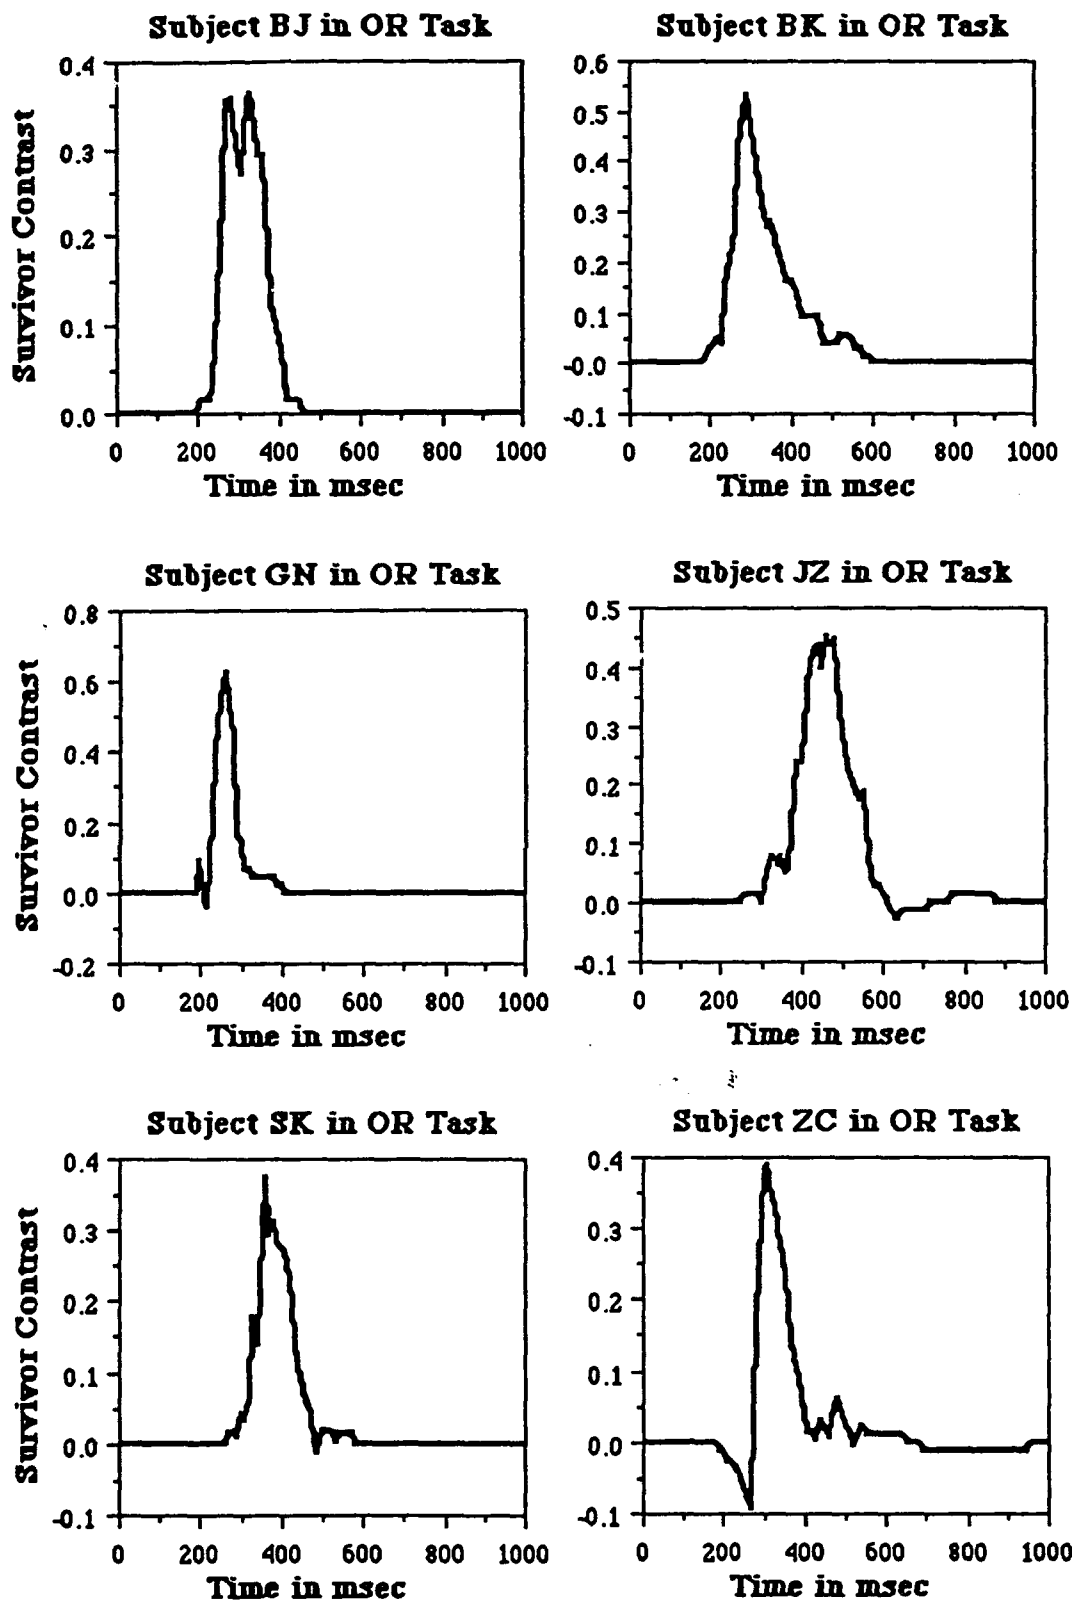 Subject BJ in OR Task
Subject BK in OR Task
Survivor Contrast
0.4
0.3
0.2
0.1
0.0
0 200 400 600 800 1000
Time in msec
0.6
0.5
0.4
0.3
0.2
0.1
-0.0
-0.1
0 200 400 600 800 1000
Time in msec
Subject GN in OR Task
Subject JZ in OR Task
Survivor Contrast
0.8
0.6
0.4
0.2
0.0
-0.2
0 200 400 600 800 1000
Time in msec
0.5
0.4
0.3
0.2
0.1
0.0
-0.1
0 200 400 600 800 1000
Time in msec
Subject SK in OR Task
Subject ZC in OR Task
Survivor Contrast
0.4
0.3
0.2
0.1
0.0
-0.1
0 200 400 600 800 1000
Time in msec
0.4
0.3
0.2
0.1
0.0
-0.1
0 200 400 600 800 1000
Time in msec